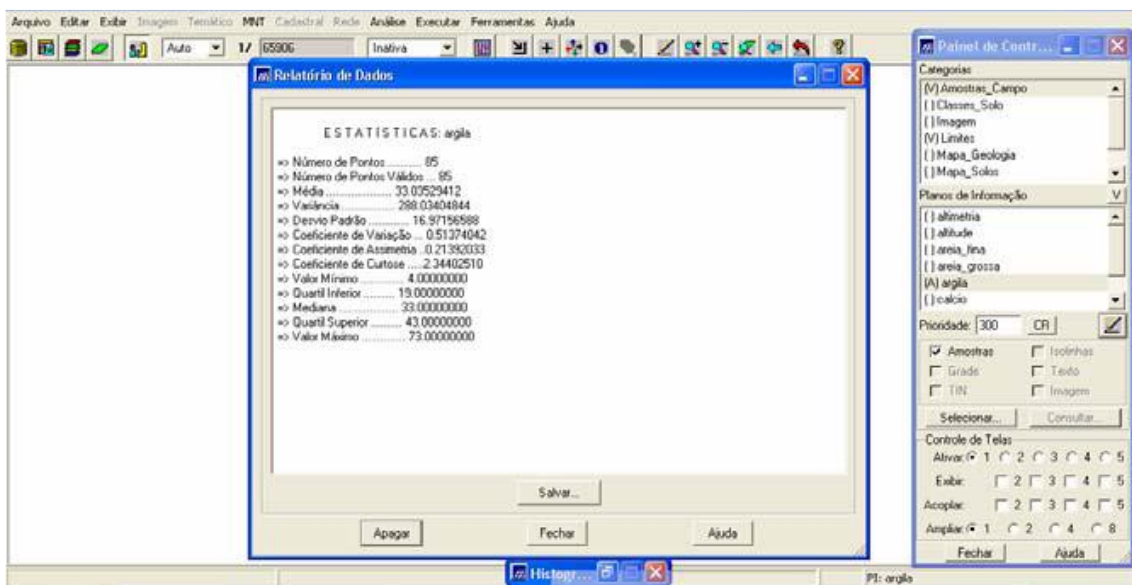 Arquivo Editar Exibir Imagem Temático MNT Cadastral Rede Análise Executar Ferramentas Ajuda
Auto 1/ 65906 Inativa
Relatório de Dados
E S T A T Í S T I C A S: argila
=> Número de Pontos .......... 85
=> Número de Pontos Válidos ... 85
=> Média .................... 33.03529412
=> Variância ................ 288.03404844
=> Desvio Padrão ............ 16.97156588
=> Coeficiente de Variação ... 0.51374042
=> Coeficiente de Assimetria ..0.21392033
=> Coeficiente de Curtose .....2.34402510
=> Valor Mínimo ............. 4.00000000
=> Quartil Inferior ......... 19.00000000
=> Mediana .................. 33.00000000
=> Quartil Superior ......... 43.00000000
=> Valor Máximo ............. 73.00000000
Salvar...
Apagar Fechar Ajuda
Histogr...
PI: argila
Painel de Contr...
Categorias
(V) Amostras_Campo
( ) Classes_Solo
( ) Imagem
(V) Limites
( ) Mapa_Geologia
( ) Mapa_Solos
Planos de Informação V
( ) altimetria
( ) altitude
( ) areia_fina
( ) areia_grossa
(A) argila
( ) calcio
Prioridade: 300 CR
Amostras Isolinhas
Grade Texto
TIN Imagem
Selecionar... Consultar...
Controle de Telas
Ativar: 1 2 3 4 5
Exibir: 2 3 4 5
Acoplar: 2 3 4 5
Ampliar: 1 2 4 8
Fechar Ajuda